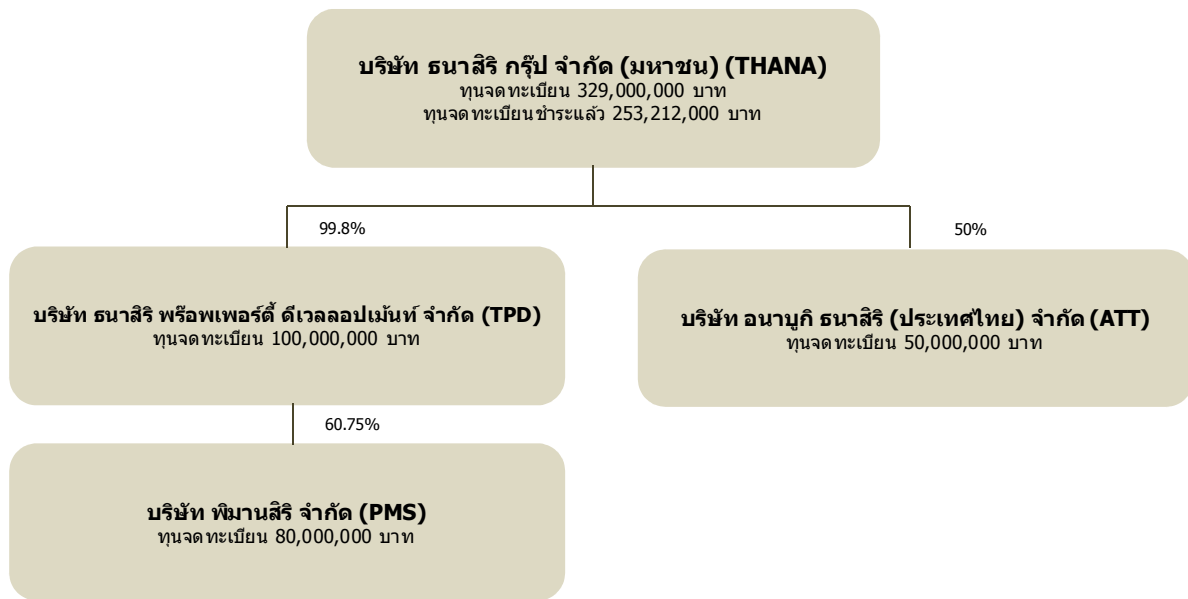 บริษัท ธนาสิริ กรุ๊ป จำกัด (มหาชน) (THANA)
ทุนจดทะเบียน 329,000,000 บาท
ทุนจดทะเบียนชำระแล้ว 253,212,000 บาท
99.8%
50%
บริษัท ธนาสิริ พร๊อพเพอร์ตี้ ดีเวลลอปเม้นท์ จำกัด (TPD)
ทุนจดทะเบียน 100,000,000 บาท
บริษัท อนาบูกิ ธนาสิริ (ประเทศไทย) จำกัด (ATT)
ทุนจดทะเบียน 50,000,000 บาท
60.75%
บริษัท พิมานสิริ จำกัด (PMS)
ทุนจดทะเบียน 80,000,000 บาท